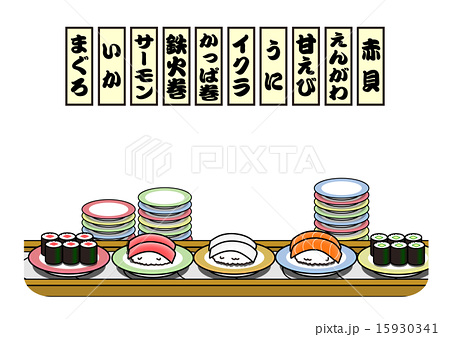 赤貝
えんがわ
甘えび
うに
イクラ
かっぱ巻
鉄火巻
サーモン
いか
まぐろ
PIXTA
pixta.jp - 15930341